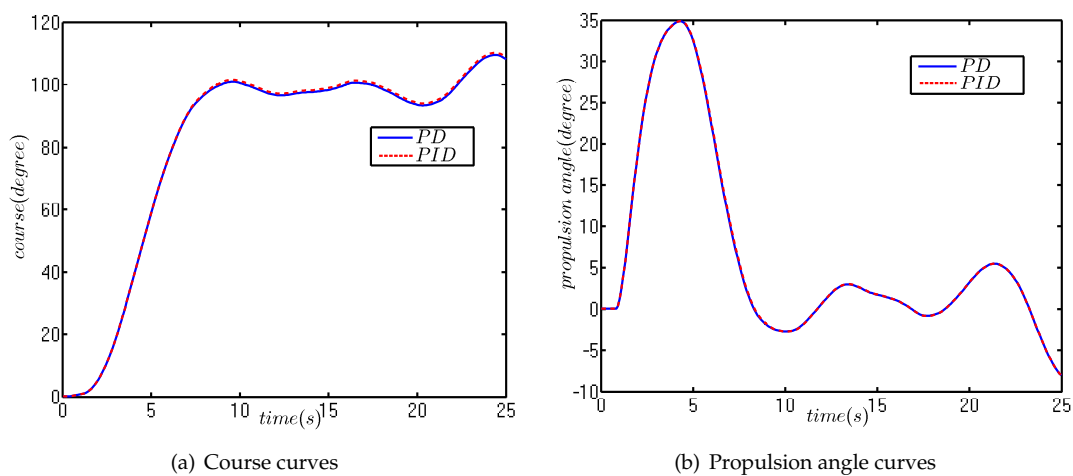 120
100
80
60
40
20
0
0 5 10 15 20 25
course(degree)
time(s)
PD
PID
(a) Course curves
35
30
25
20
15
10
5
0
-5
-10
0 5 10 15 20 25
propulsion angle(degree)
time(s)
PD
PID
(b) Propulsion angle curves